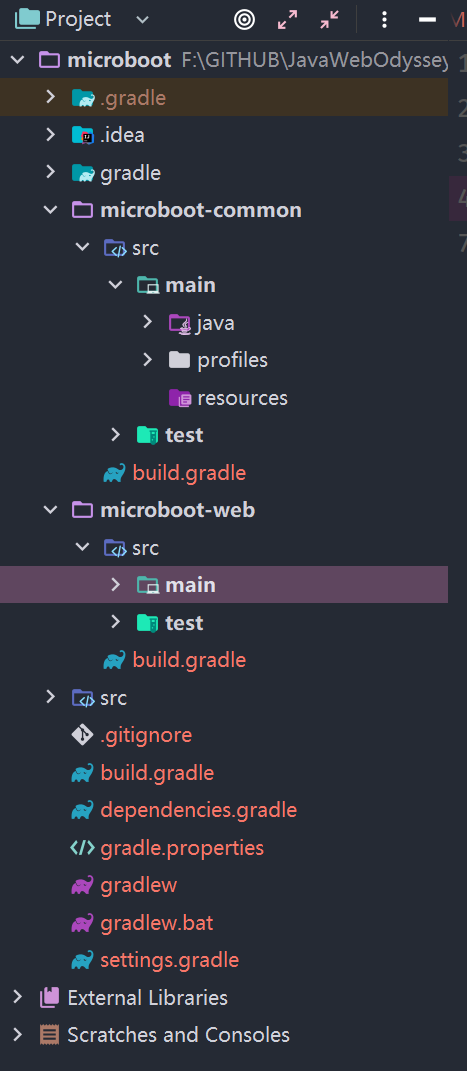 Project
microboot F:\GITHUB\JavaWebOdyssey
.gradle
.idea
gradle
microboot-common
src
main
java
profiles
resources
test
build.gradle
microboot-web
src
main
test
build.gradle
src
.gitignore
build.gradle
dependencies.gradle
gradle.properties
gradlew
gradlew.bat
settings.gradle
External Libraries
Scratches and Consoles